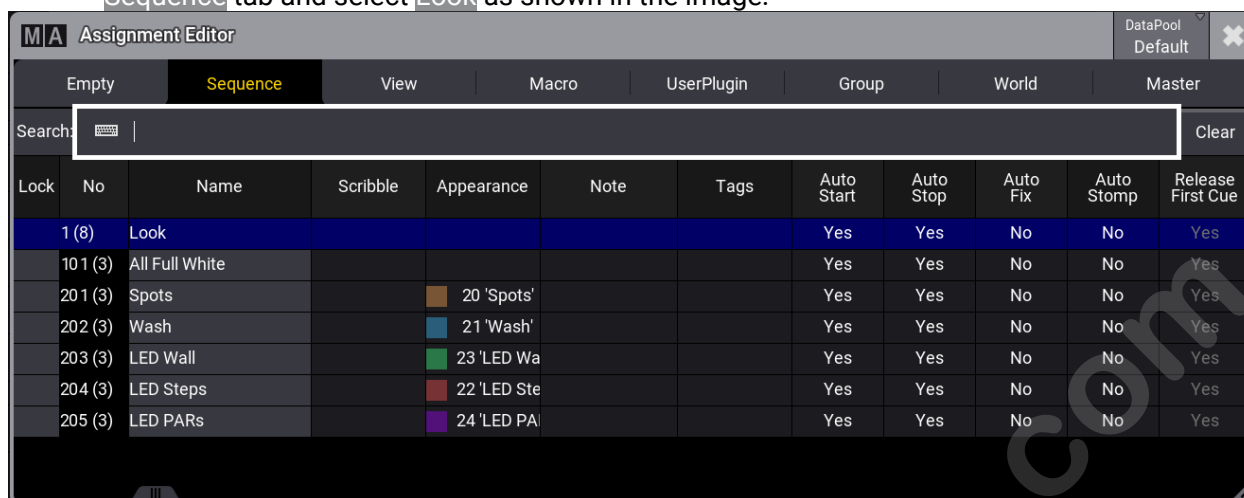 Sequence tab and select Look as shown in the image.
MA Assignment Editor DataPool Default
Empty Sequence View Macro UserPlugin Group World Master
Search: Clear
Lock No Name Scribble Appearance Note Tags Auto Start Auto Stop Auto Fix Auto Stomp Release First Cue
1 (8) Look Yes Yes No No Yes
101 (3) All Full White Yes Yes No No Yes
201 (3) Spots 20 'Spots' Yes Yes No No Yes
202 (3) Wash 21 'Wash' Yes Yes No No Yes
203 (3) LED Wall 23 'LED Wa Yes Yes No No Yes
204 (3) LED Steps 22 'LED Ste Yes Yes No No Yes
205 (3) LED PARs 24 'LED PA Yes Yes No No Yes
com